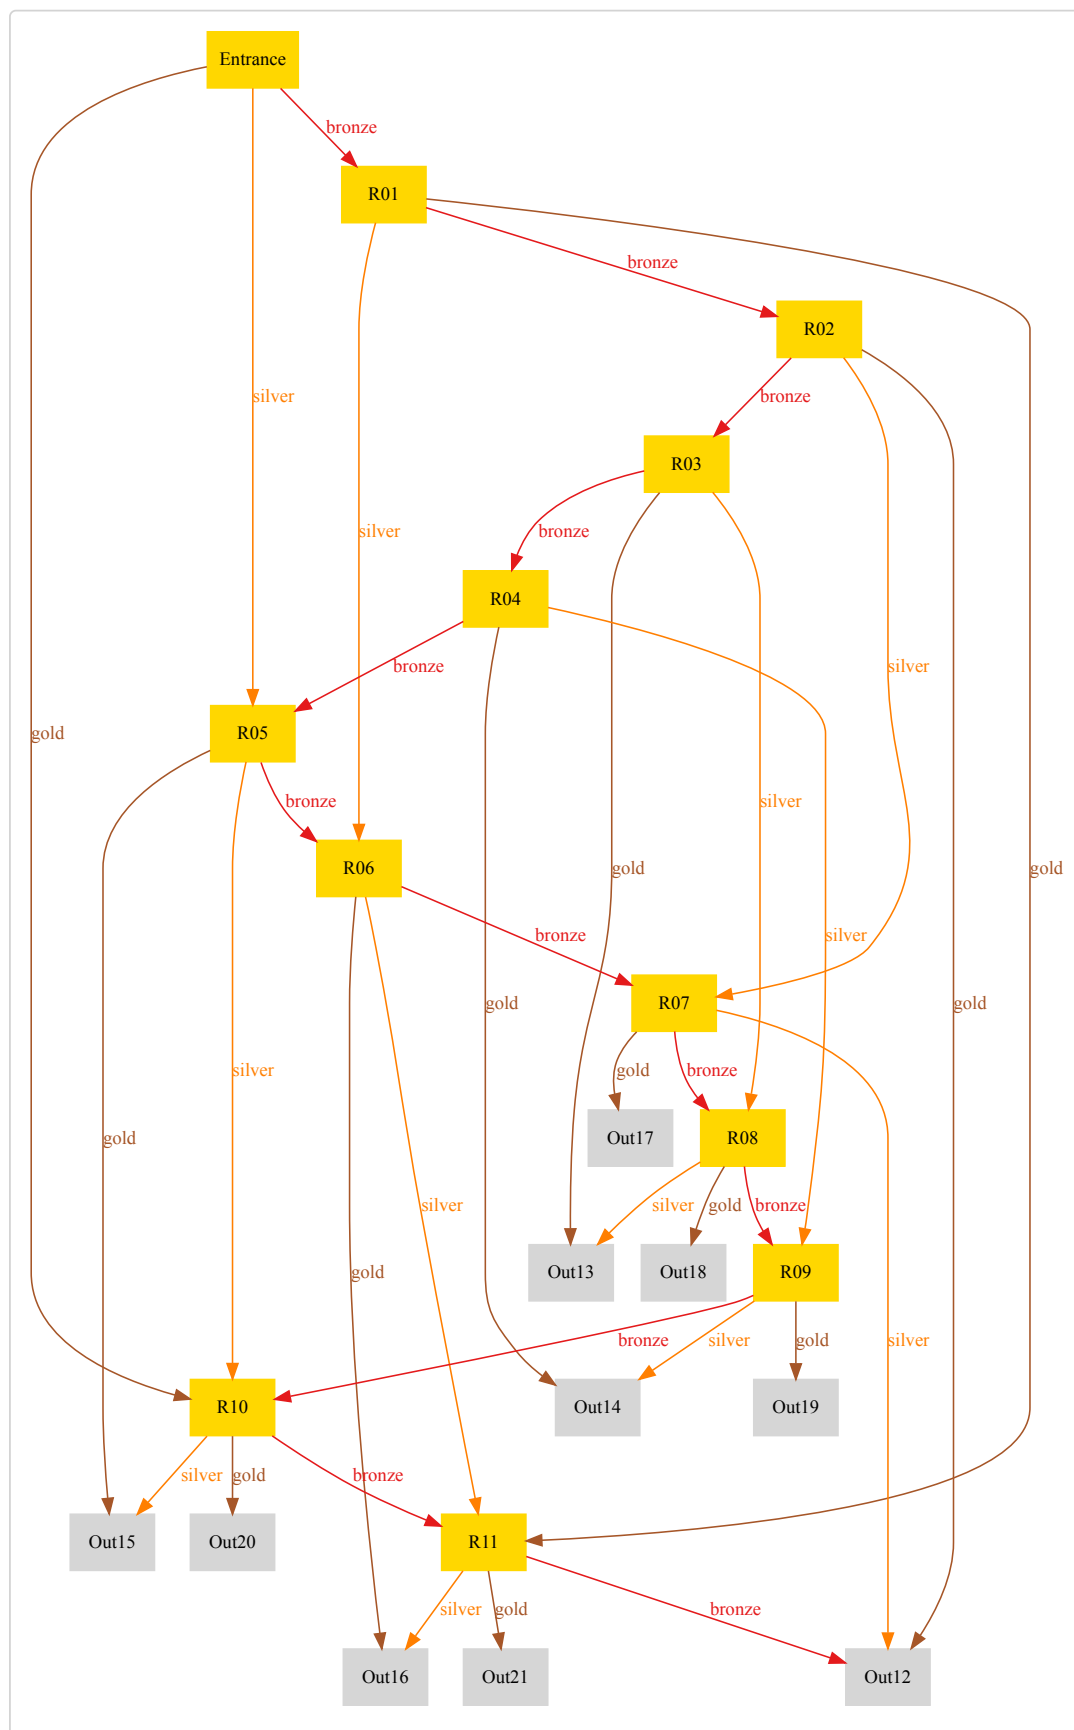 Entrance
bronze
R01
bronze
R02
silver
bronze
R03
silver
bronze
R04
bronze
silver
R05
gold
bronze
silver
R06
gold
gold
bronze
silver
R07
gold
gold
silver
gold
bronze
Out17
R08
gold
silver
silver
gold
bronze
gold
Out13
Out18
R09
bronze
silver
gold
silver
R10
Out14
Out19
silver
gold
bronze
Out15
Out20
R11
silver
gold
bronze
Out16
Out21
Out12